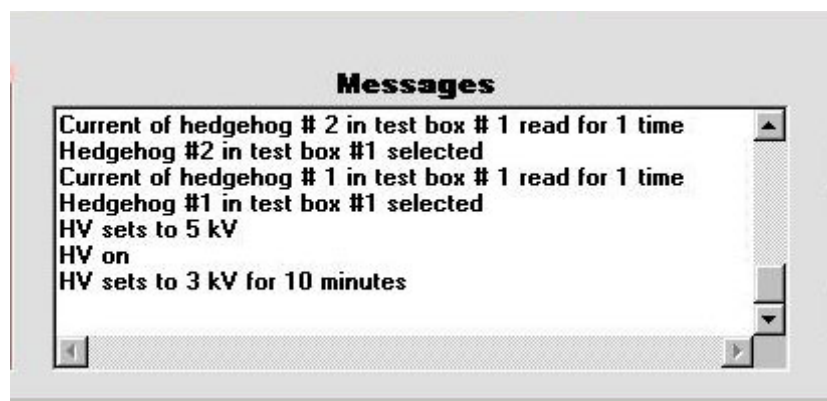 Messages
Current of hedgehog # 2 in test box # 1 read for 1 time
Hedgehog #2 in test box #1 selected
Current of hedgehog # 1 in test box # 1 read for 1 time
Hedgehog #1 in test box #1 selected
HV sets to 5 kV
HV on
HV sets to 3 kV for 10 minutes